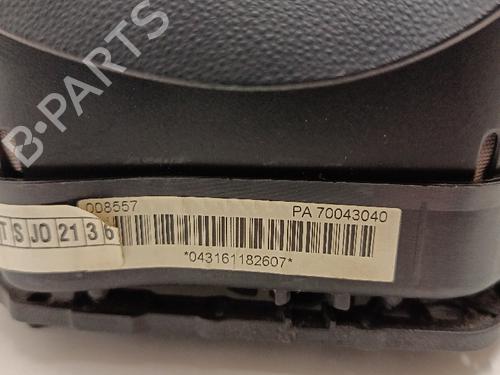 B-PARTS
008557 PA 70043040
T S JO 21 3 6
*043161182607*